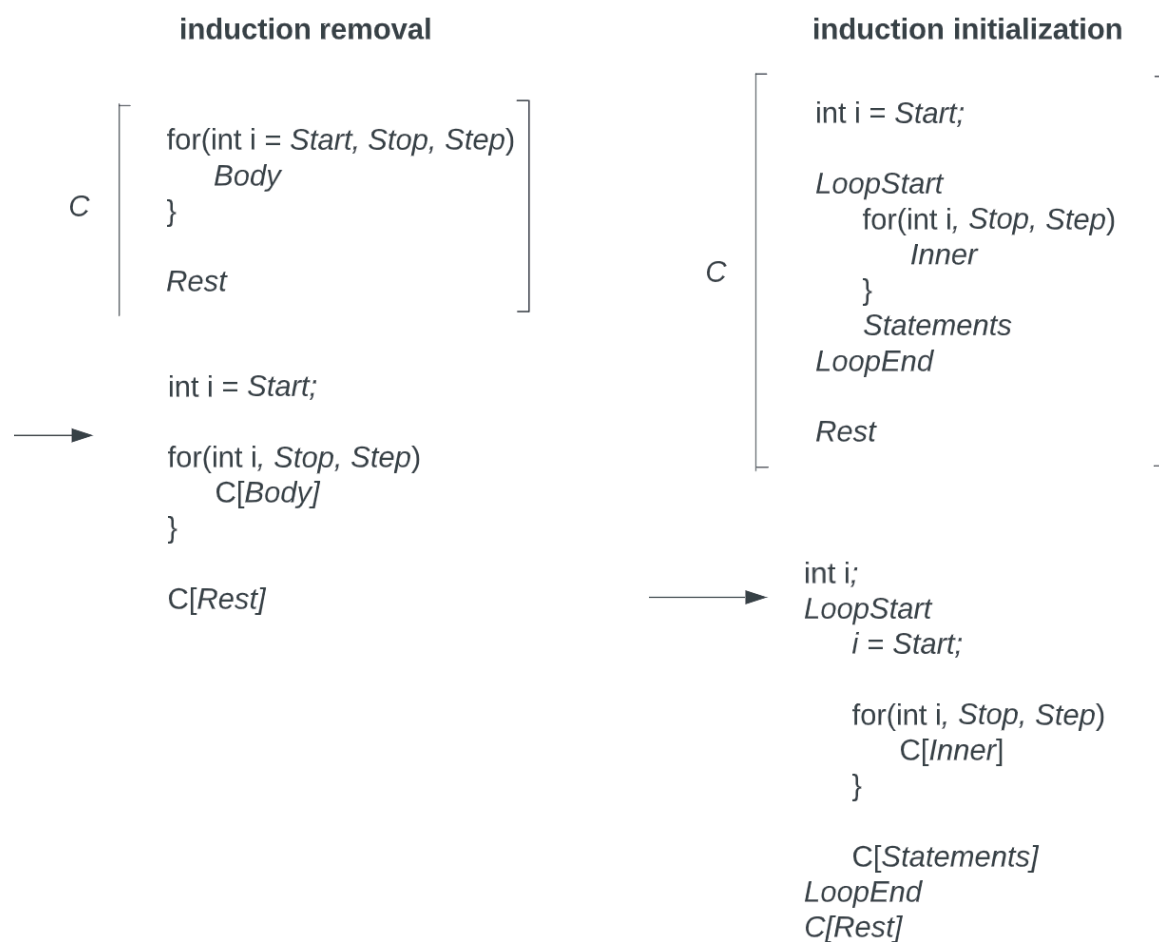 induction removal
C
for(int i = Start, Stop, Step)
Body
}
Rest
int i = Start;
for(int i, Stop, Step)
C[Body]
}
C[Rest]
induction initialization
C
int i = Start;
LoopStart
for(int i, Stop, Step)
Inner
}
Statements
LoopEnd
Rest
int i;
LoopStart
i = Start;
for(int i, Stop, Step)
C[Inner]
}
C[Statements]
LoopEnd
C[Rest]